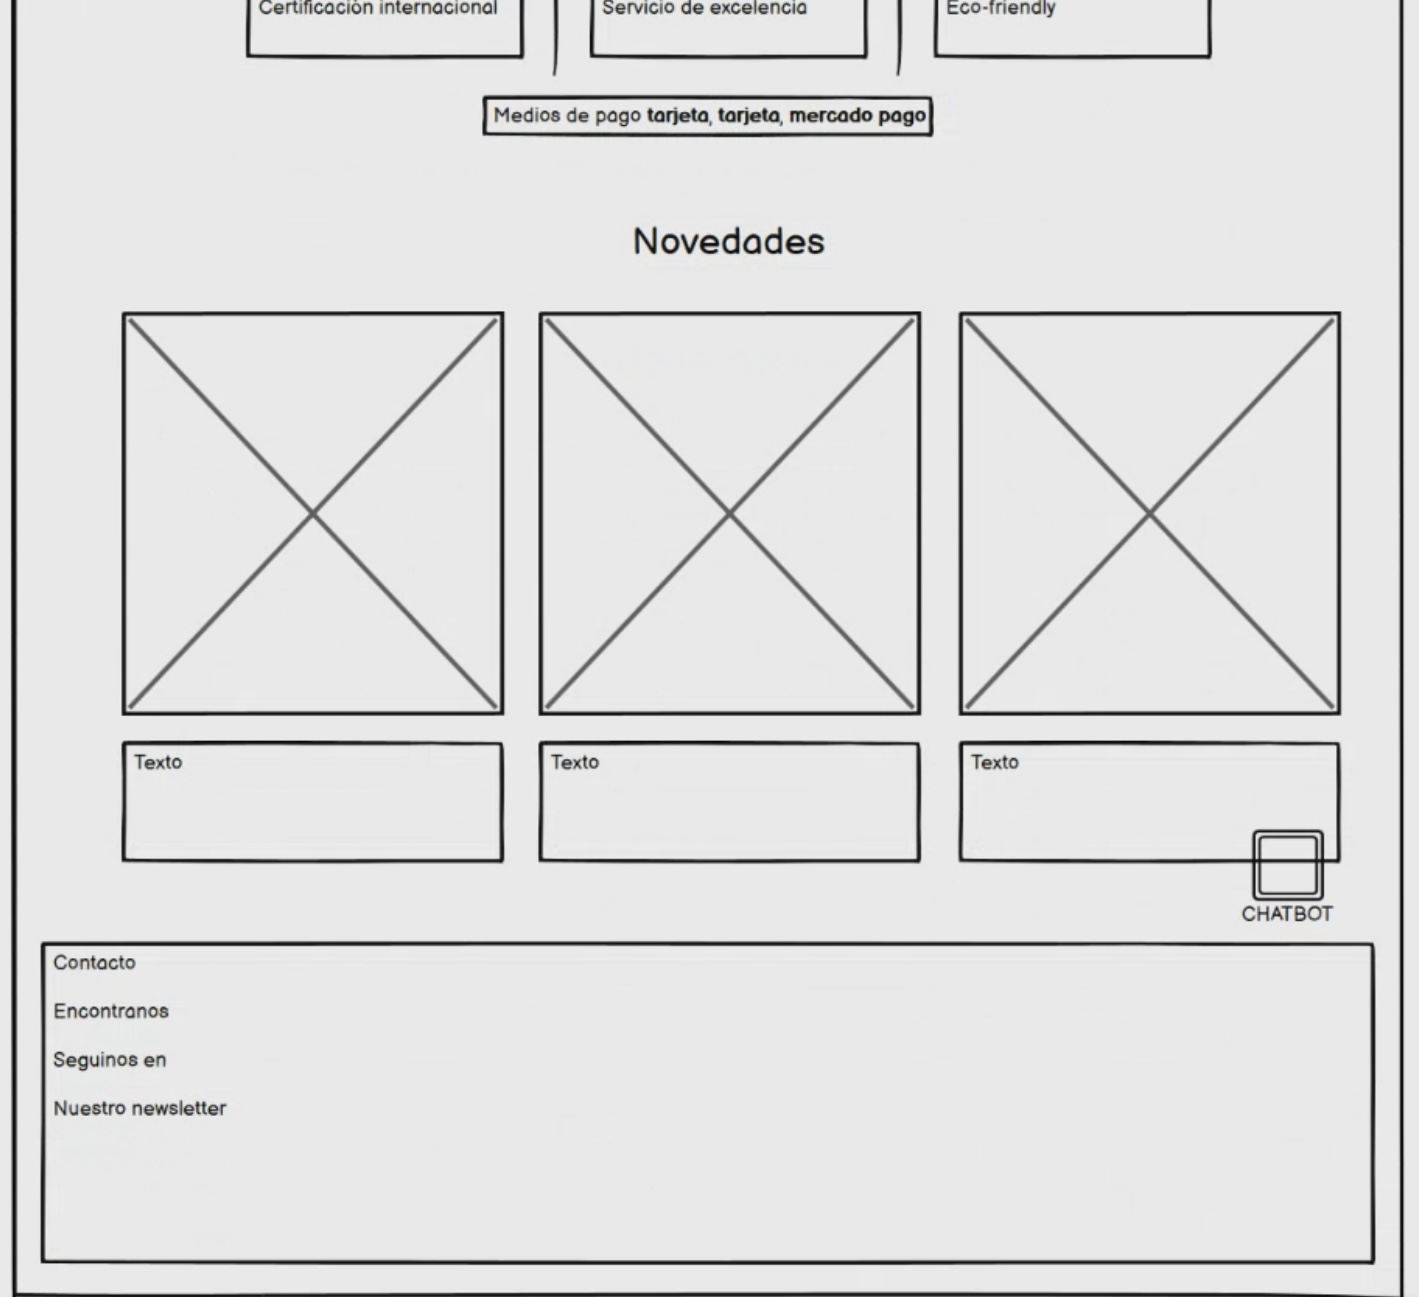 Certificación internacional
Servicio de excelencia
Eco-friendly
Medios de pago tarjeta, tarjeta, mercado pago
Novedades
Texto
Texto
Texto
CHATBOT
Contacto
Encontranos
Seguinos en
Nuestro newsletter